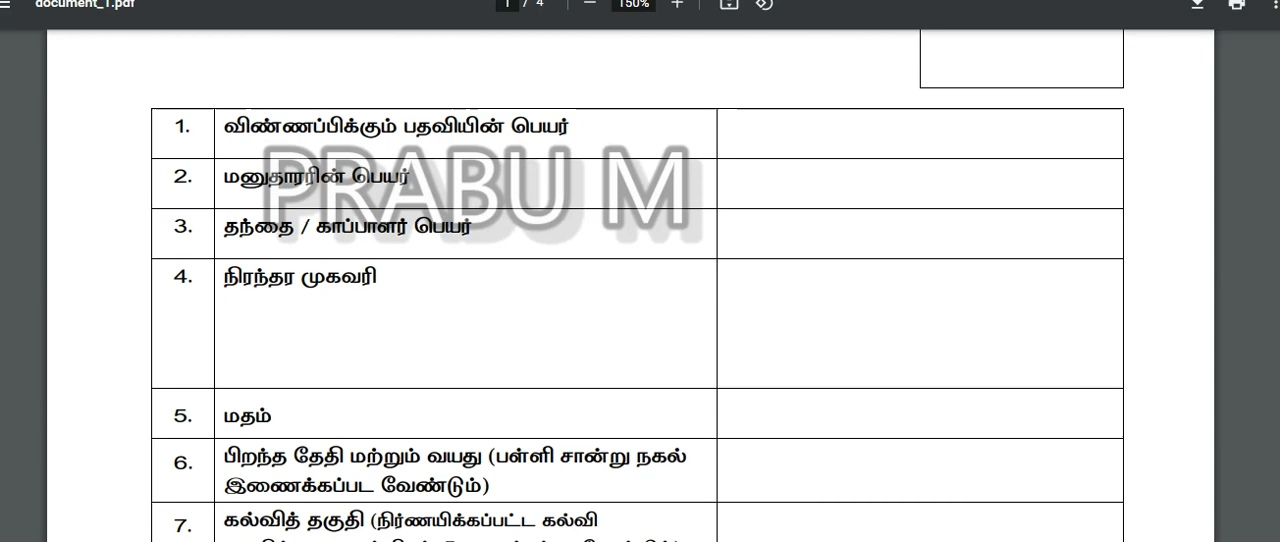 document_1.pdf
1 / 4
150%
1. விண்ணப்பிக்கும் பதவியின் பெயர்
PRABU M
2. மனுதாரரின் பெயர்
3. தந்தை / காப்பாளர் பெயர்
4. நிரந்தர முகவரி
5. மதம்
6. பிறந்த தேதி மற்றும் வயது (பள்ளி சான்று நகல்
இணைக்கப்பட வேண்டும்)
7. கல்வித் தகுதி (நிர்ணயிக்கப்பட்ட கல்வி